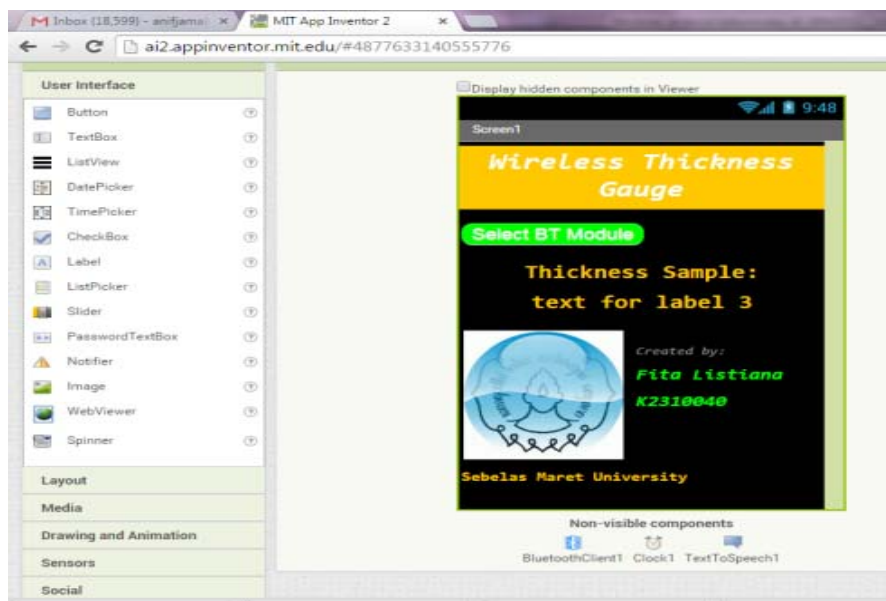 Inbox (18,599) - anifjama
MIT App Inventor 2
ai2.appinventor.mit.edu/#4877633140555776
User Interface
Button
TextBox
ListView
DatePicker
TimePicker
CheckBox
Label
ListPicker
Slider
PasswordTextBox
Notifier
Image
WebViewer
Spinner
Layout
Media
Drawing and Animation
Sensors
Social
Display hidden components in Viewer
9:48
Screen1
Wireless Thickness
Gauge
Select BT Module
Thickness Sample:
text for label 3
Created by:
Fita Listiana
K2310040
Sebelas Maret University
Non-visible components
BluetoothClient1 Clock1 TextToSpeech1